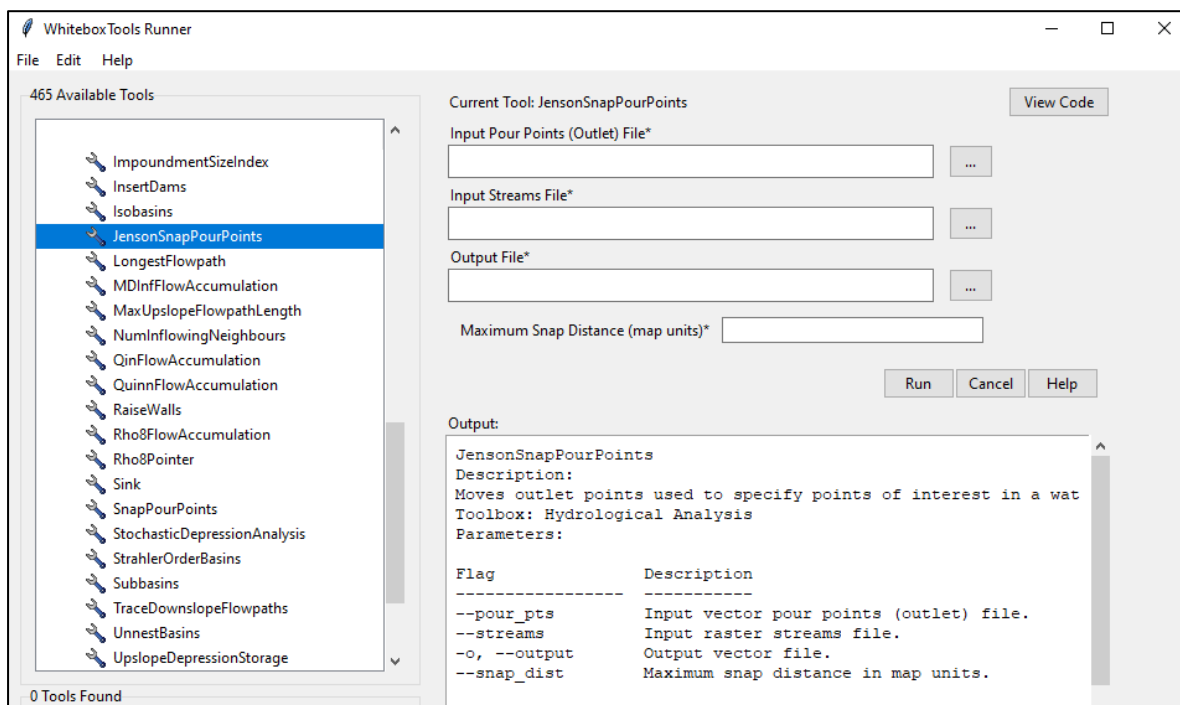 WhiteboxTools Runner
File Edit Help
465 Available Tools
ImpoundmentSizeIndex
InsertDams
Isobasins
JensonSnapPourPoints
LongestFlowpath
MDInfFlowAccumulation
MaxUpslopeFlowpathLength
NumInflowingNeighbours
QinFlowAccumulation
QuinnFlowAccumulation
RaiseWalls
Rho8FlowAccumulation
Rho8Pointer
Sink
SnapPourPoints
StochasticDepressionAnalysis
StrahlerOrderBasins
Subbasins
TraceDownslopeFlowpaths
UnnestBasins
UpslopeDepressionStorage
0 Tools Found
Current Tool: JensonSnapPourPoints View Code
Input Pour Points (Outlet) File*
...
Input Streams File*
...
Output File*
...
Maximum Snap Distance (map units)*
Run Cancel Help
Output:
JensonSnapPourPoints
Description:
Moves outlet points used to specify points of interest in a wat
Toolbox: Hydrological Analysis
Parameters:
Flag Description
----------------- -----------
--pour_pts Input vector pour points (outlet) file.
--streams Input raster streams file.
-o, --output Output vector file.
--snap_dist Maximum snap distance in map units.